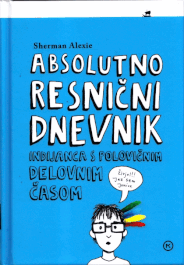 Sherman Alexie
ABSOLUTNO
RESNIČNI
DNEVNIK
INDIJANCA S POLOVIČNIM
DELOVNIM
ČASOM